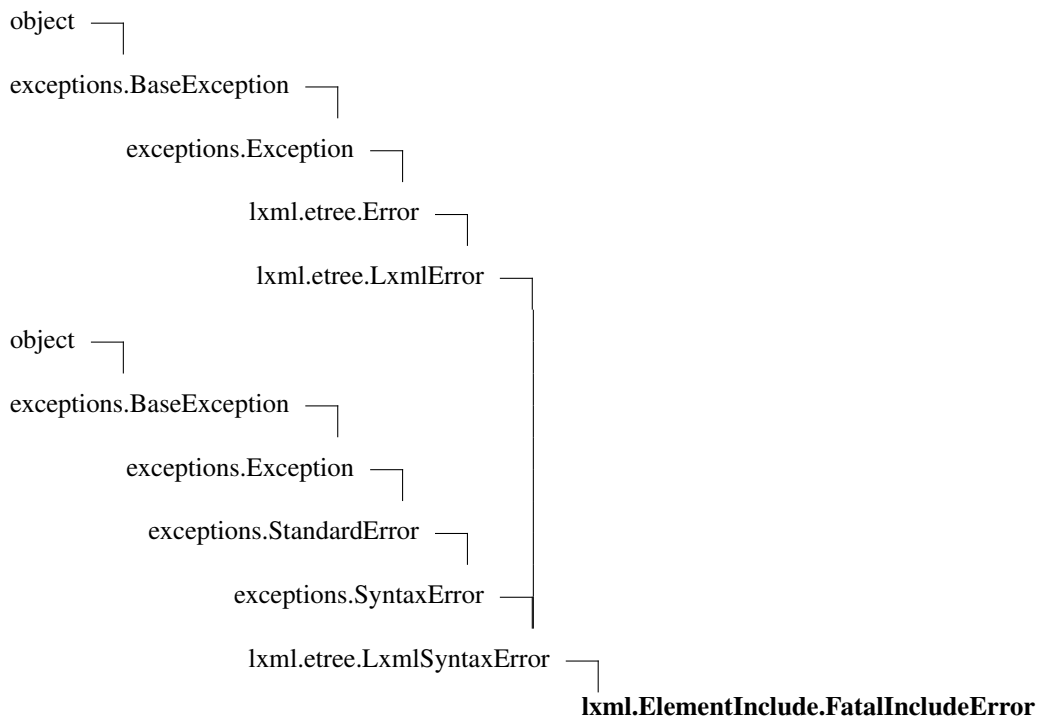 object
exceptions.BaseException
exceptions.Exception
lxml.etree.Error
lxml.etree.LxmlError
object
exceptions.BaseException
exceptions.Exception
exceptions.StandardError
exceptions.SyntaxError
lxml.etree.LxmlSyntaxError
lxml.ElementInclude.FatalIncludeError